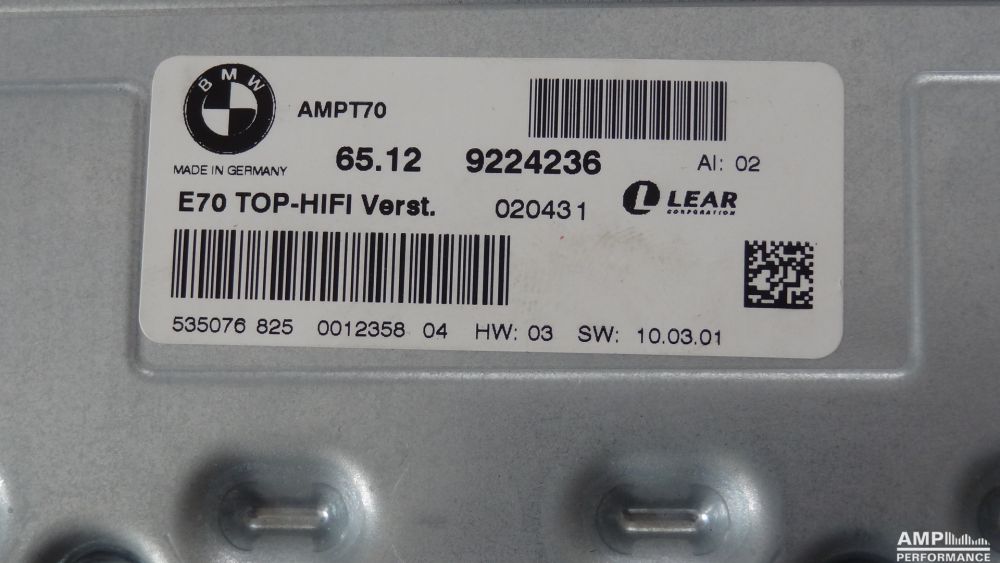 BMW
AMPT70
MADE IN GERMANY
65.12 9224236 AI: 02
E70 TOP-HIFI Verst. 020431 LEAR
CORPORATION
535076 825 0012358 04 HW: 03 SW: 10.03.01
AMP
PERFORMANCE